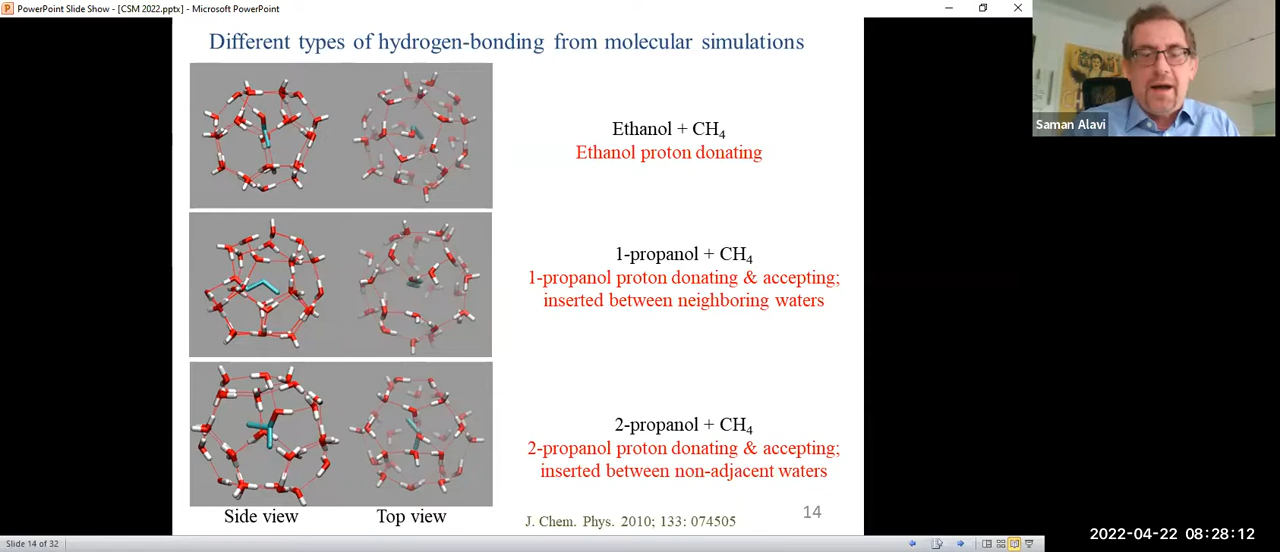 PowerPoint Slide Show - [CSM 2022.pptx] - Microsoft PowerPoint
Different types of hydrogen-bonding from molecular simulations
Saman Alavi
Ethanol + CH₄
Ethanol proton donating
1-propanol + CH₄
1-propanol proton donating & accepting;
inserted between neighboring waters
2-propanol + CH₄
2-propanol proton donating & accepting;
inserted between non-adjacent waters
Side view
Top view
J. Chem. Phys. 2010; 133: 074505
14
Slide 14 of 32
2022-04-22 08:28:12